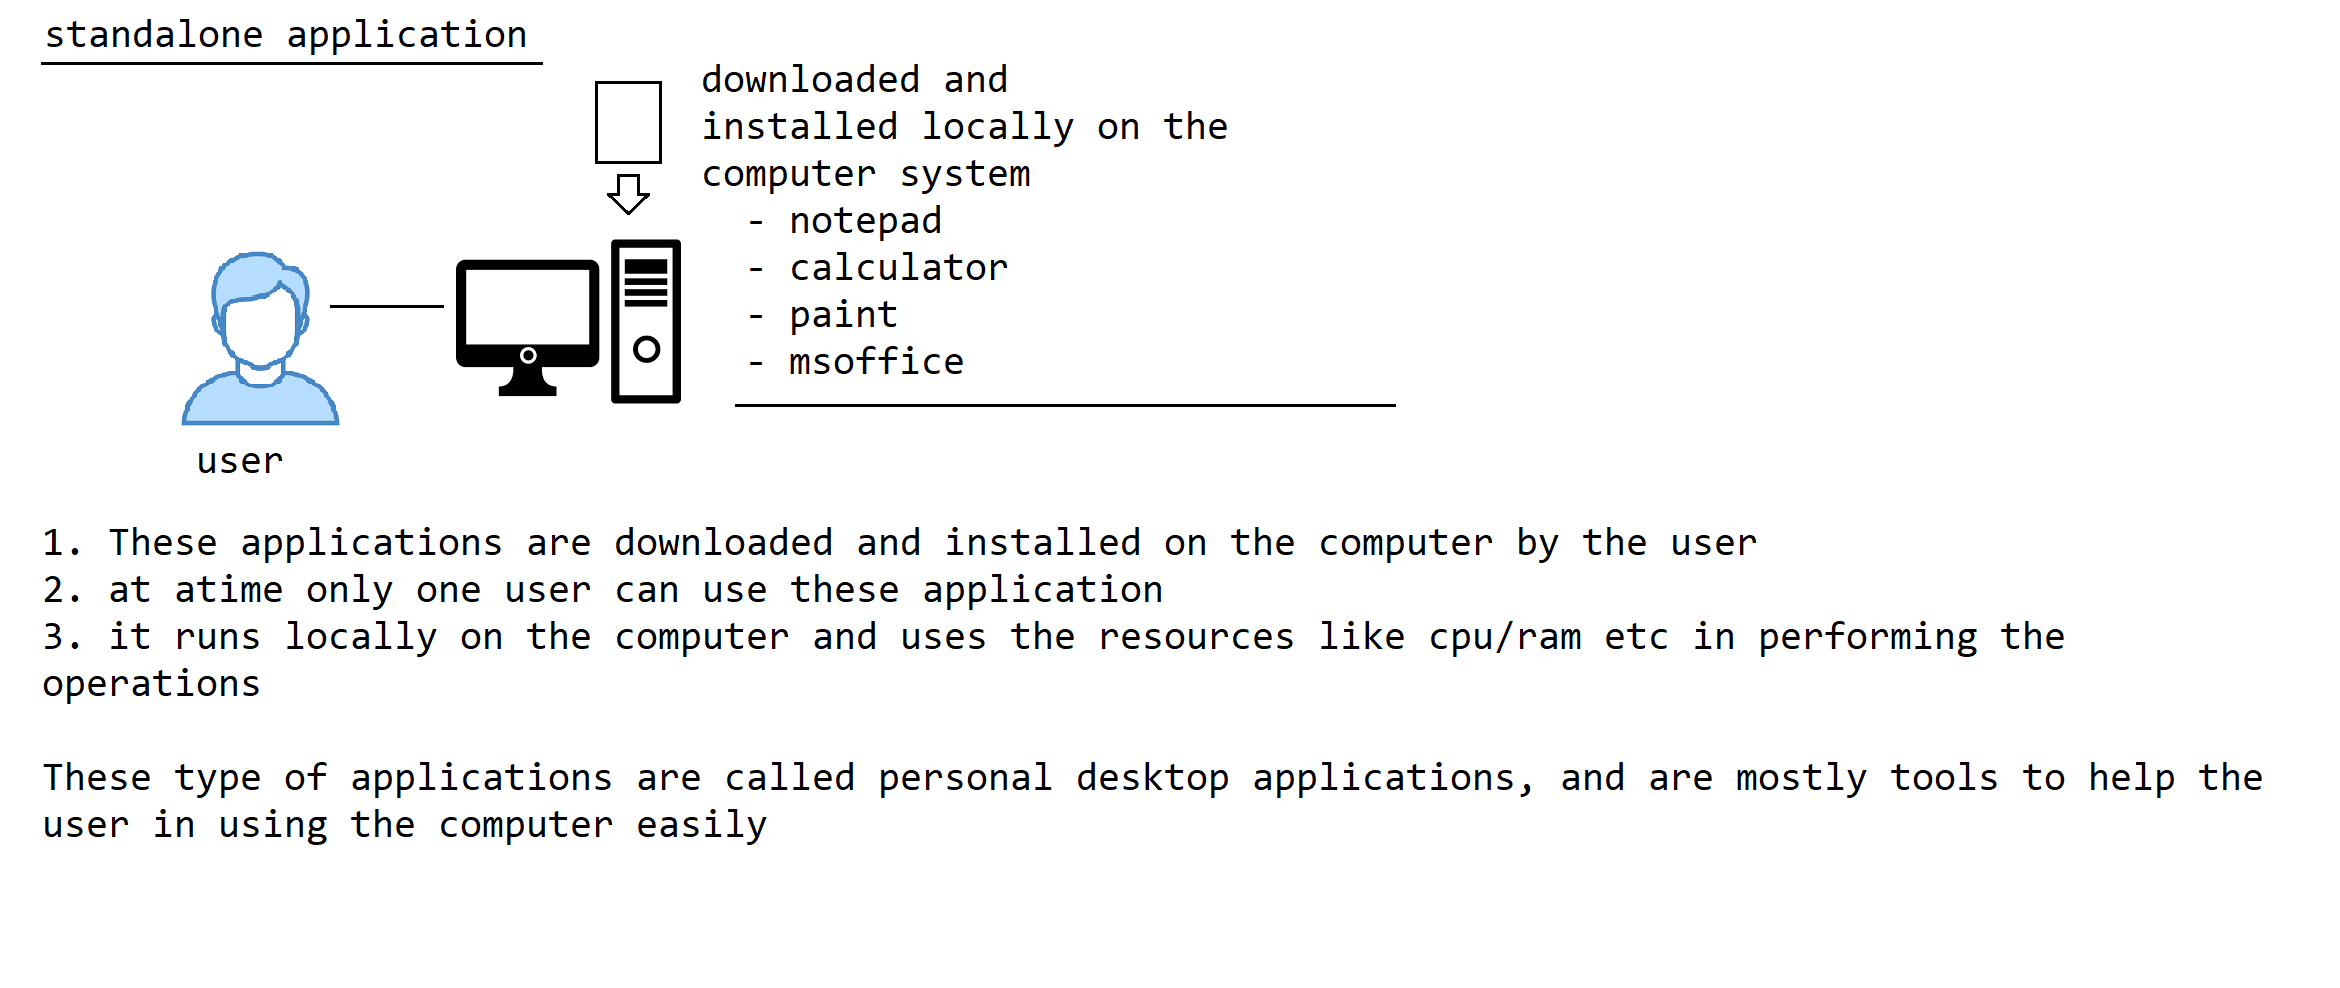 standalone application
downloaded and
installed locally on the
computer system
- notepad
- calculator
- paint
- msoffice
user
1. These applications are downloaded and installed on the computer by the user
2. at atime only one user can use these application
3. it runs locally on the computer and uses the resources like cpu/ram etc in performing the
operations
These type of applications are called personal desktop applications, and are mostly tools to help the
user in using the computer easily